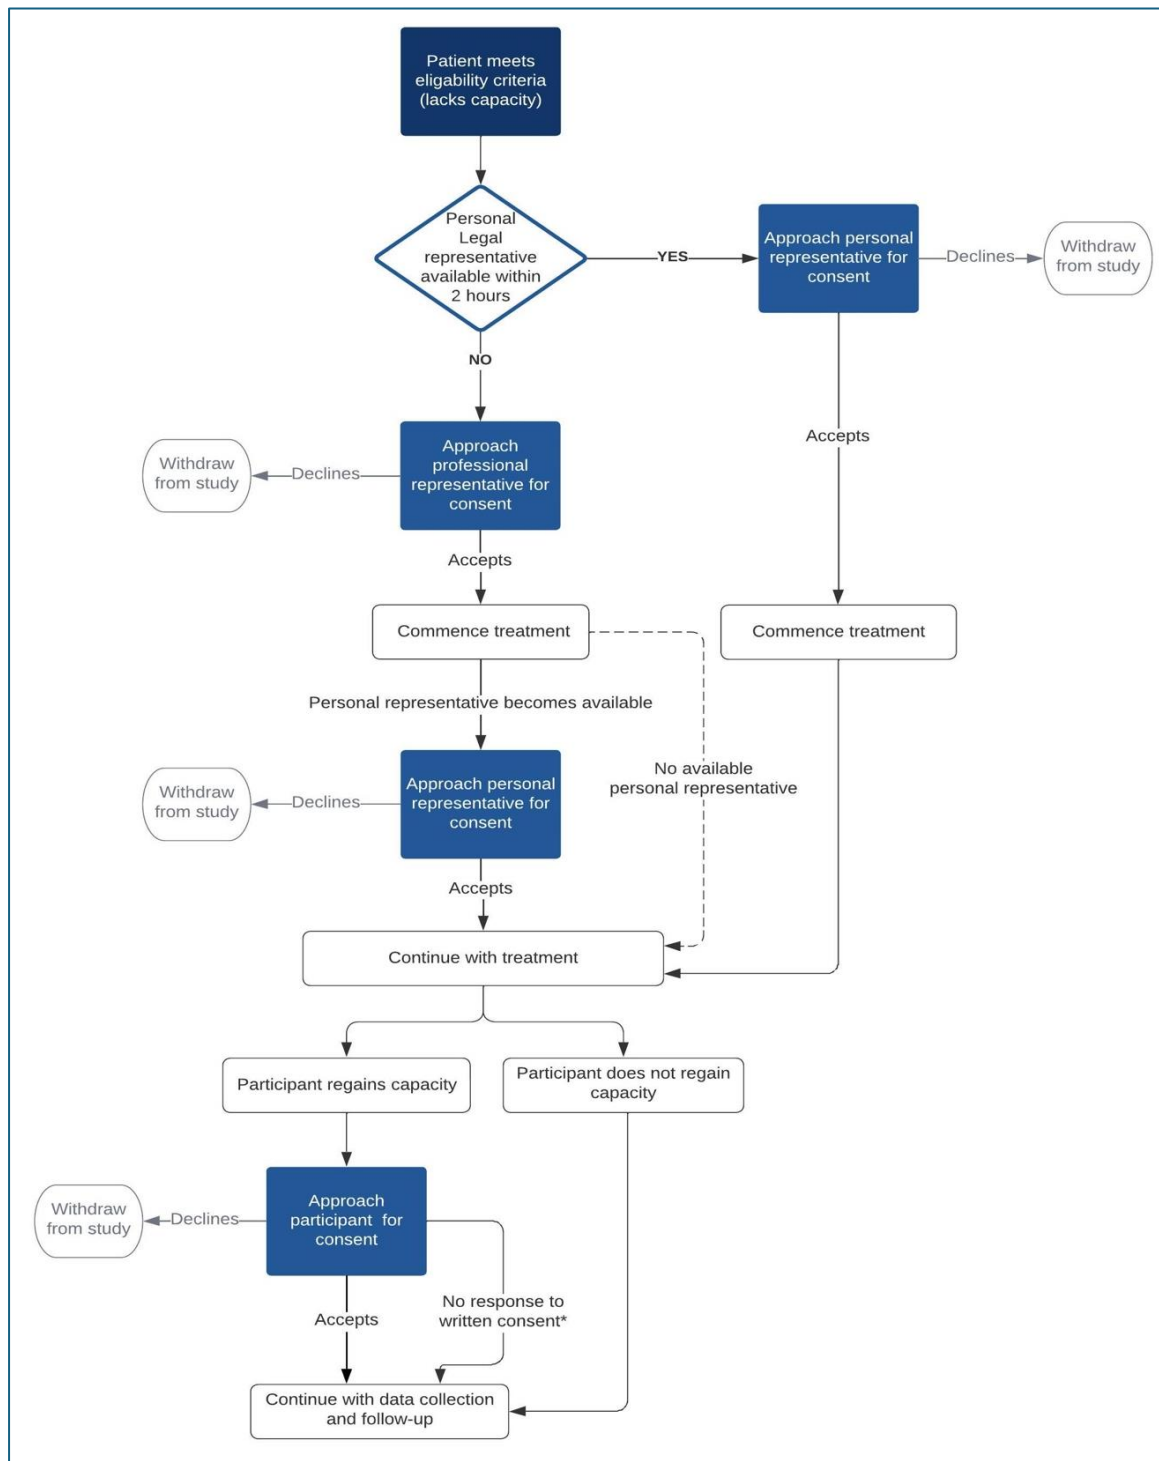 Patient meets
eligability criteria
(lacks capacity)
Personal
Legal
representative
available within
2 hours
YES
Approach personal
representative for
consent
Declines
Withdraw
from study
NO
Accepts
Approach
professional
representative for
consent
Declines
Withdraw
from study
Accepts
Commence treatment
Commence treatment
Personal representative becomes available
No available
personal representative
Approach personal
representative for
consent
Declines
Withdraw
from study
Accepts
Continue with treatment
Participant regains capacity
Participant does not regain
capacity
Approach
participant for
consent
Declines
Withdraw
from study
Accepts
No response to
written consent*
Continue with data collection
and follow-up